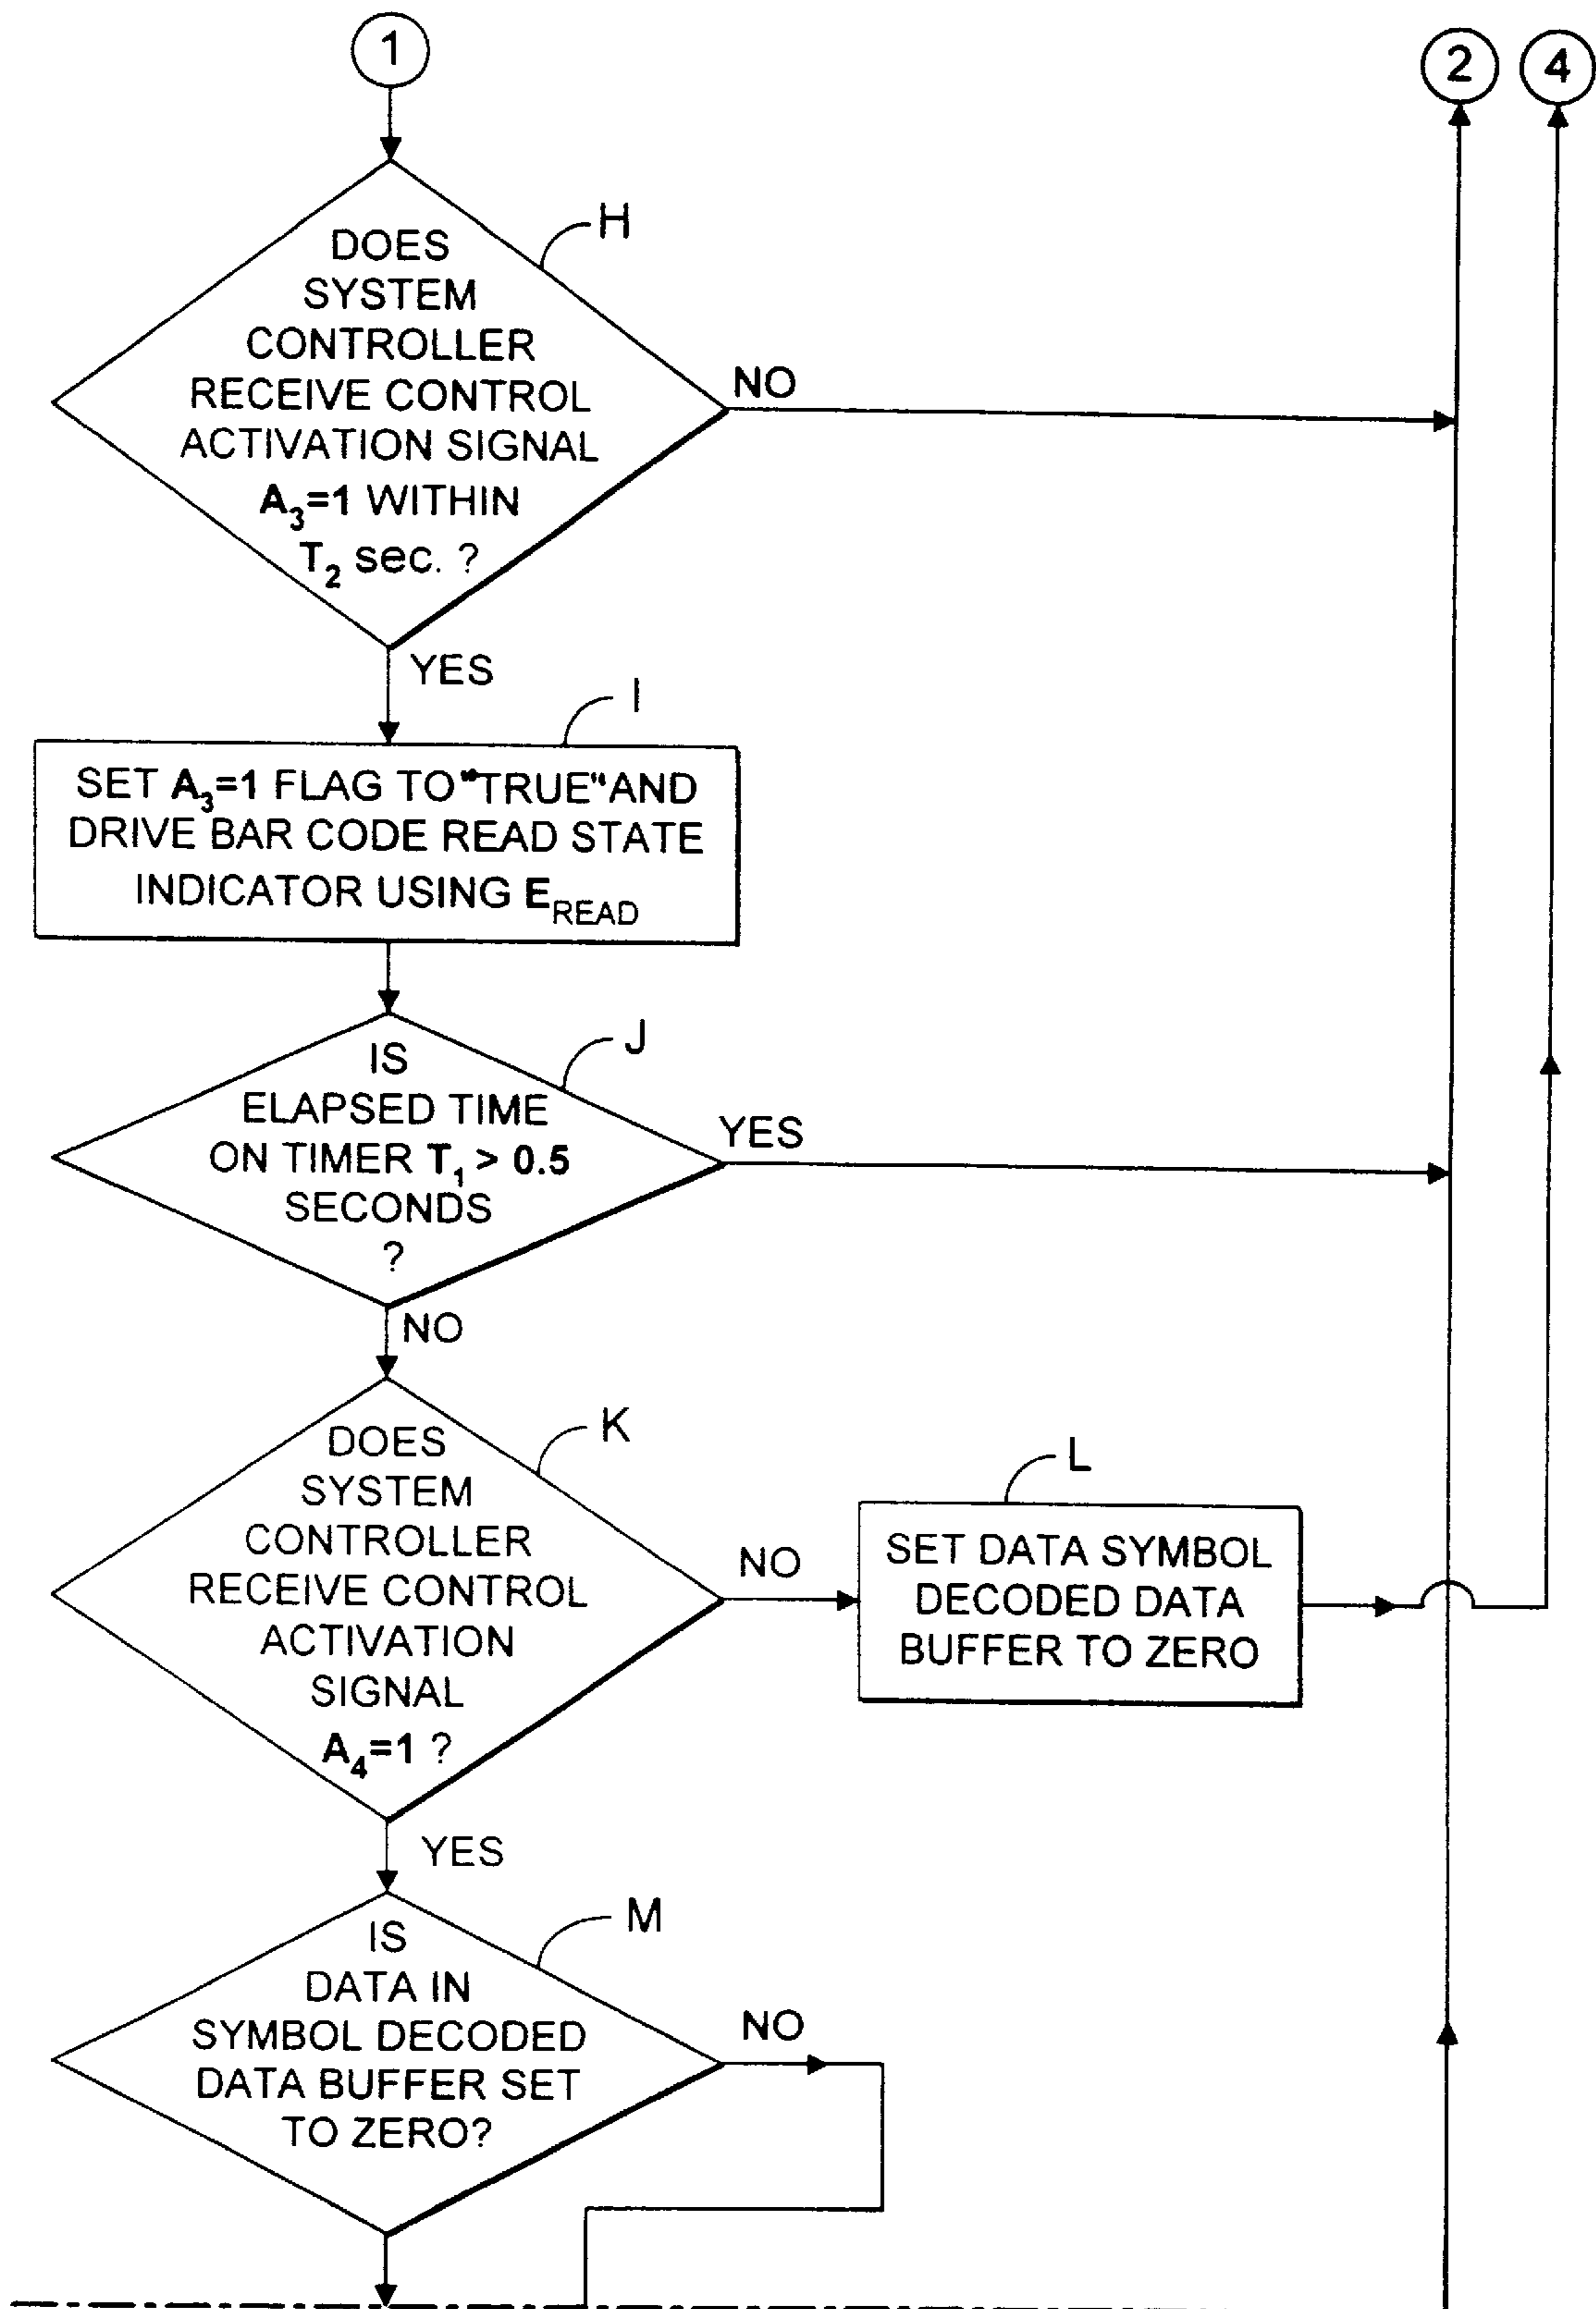 1
2
4
H
DOES
SYSTEM
CONTROLLER
RECEIVE CONTROL
ACTIVATION SIGNAL
A₃=1 WITHIN
T₂ sec. ?
NO
YES
I
SET A₃=1 FLAG TO "TRUE" AND
DRIVE BAR CODE READ STATE
INDICATOR USING E_READ
J
IS
ELAPSED TIME
ON TIMER T₁ > 0.5
SECONDS
?
YES
NO
K
DOES
SYSTEM
CONTROLLER
RECEIVE CONTROL
ACTIVATION
SIGNAL
A₄=1 ?
NO
L
SET DATA SYMBOL
DECODED DATA
BUFFER TO ZERO
YES
M
IS
DATA IN
SYMBOL DECODED
DATA BUFFER SET
TO ZERO?
NO